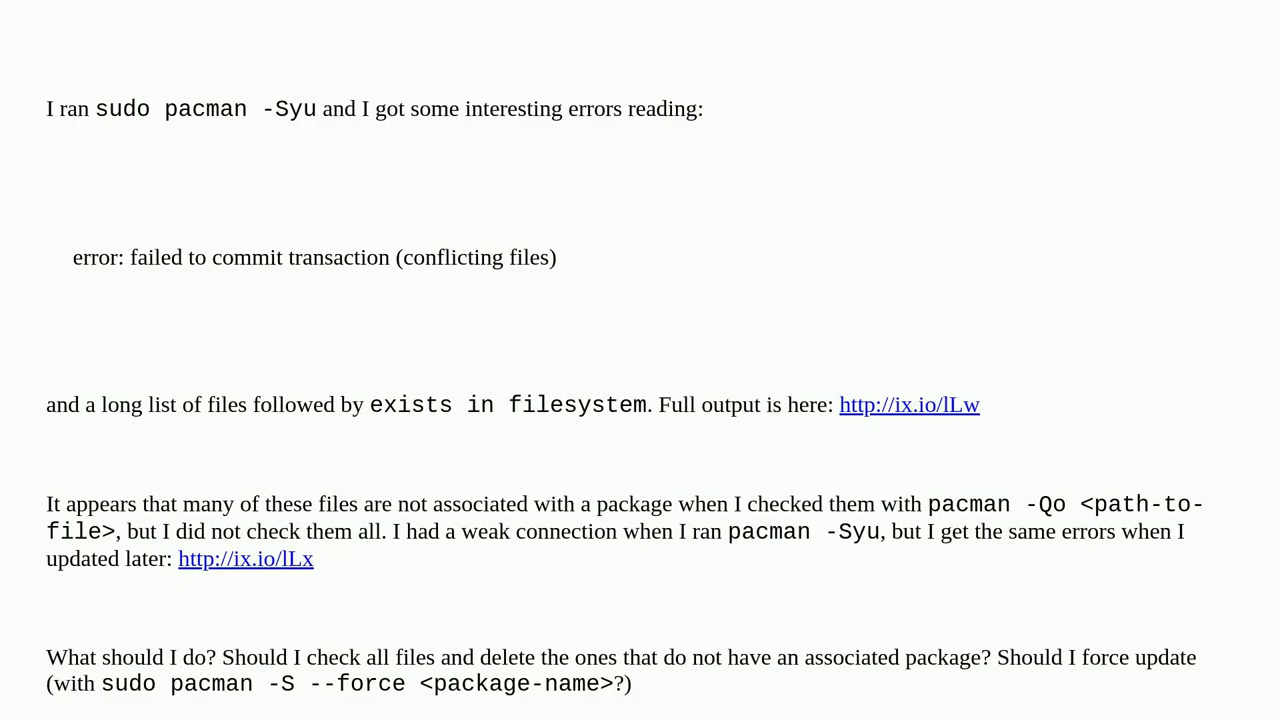 I ran sudo pacman -Syu and I got some interesting errors reading:
error: failed to commit transaction (conflicting files)
and a long list of files followed by exists in filesystem. Full output is here: http://ix.io/lLw
It appears that many of these files are not associated with a package when I checked them with pacman -Qo <path-to-
file>, but I did not check them all. I had a weak connection when I ran pacman -Syu, but I get the same errors when I
updated later: http://ix.io/lLx
What should I do? Should I check all files and delete the ones that do not have an associated package? Should I force update
(with sudo pacman -S --force <package-name>?)